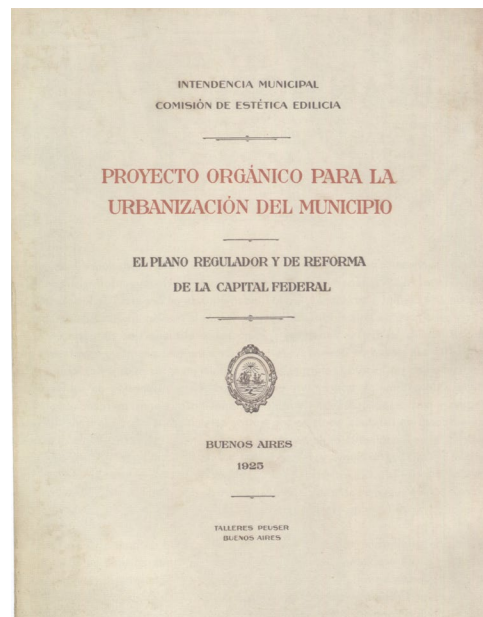 INTENDENCIA MUNICIPAL
COMISIÓN DE ESTÉTICA EDILICIA
PROYECTO ORGÁNICO PARA LA
URBANIZACIÓN DEL MUNICIPIO
EL PLANO REGULADOR Y DE REFORMA
DE LA CAPITAL FEDERAL
BUENOS AIRES
1925
TALLERES PEUSER
BUENOS AIRES